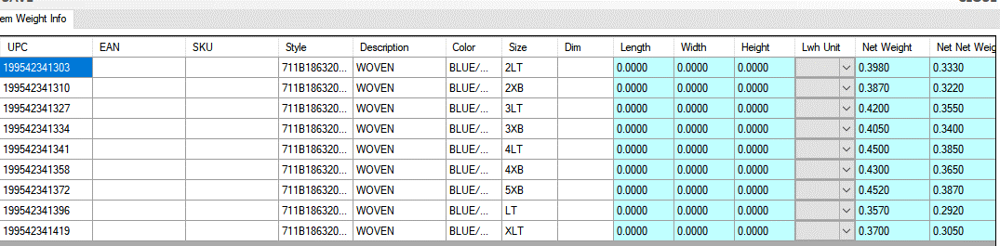 em Weight Info
UPC EAN SKU Style Description Color Size Dim Length Width Height Lwh Unit Net Weight Net Net Weig
199542341303 711B186320... WOVEN BLUE/... 2LT 0.0000 0.0000 0.0000 0.3980 0.3330
199542341310 711B186320... WOVEN BLUE/... 2XB 0.0000 0.0000 0.0000 0.3870 0.3220
199542341327 711B186320... WOVEN BLUE/... 3LT 0.0000 0.0000 0.0000 0.4200 0.3550
199542341334 711B186320... WOVEN BLUE/... 3XB 0.0000 0.0000 0.0000 0.4050 0.3400
199542341341 711B186320... WOVEN BLUE/... 4LT 0.0000 0.0000 0.0000 0.4500 0.3850
199542341358 711B186320... WOVEN BLUE/... 4XB 0.0000 0.0000 0.0000 0.4300 0.3650
199542341372 711B186320... WOVEN BLUE/... 5XB 0.0000 0.0000 0.0000 0.4520 0.3870
199542341396 711B186320... WOVEN BLUE/... LT 0.0000 0.0000 0.0000 0.3570 0.2920
199542341419 711B186320... WOVEN BLUE/... XLT 0.0000 0.0000 0.0000 0.3700 0.3050